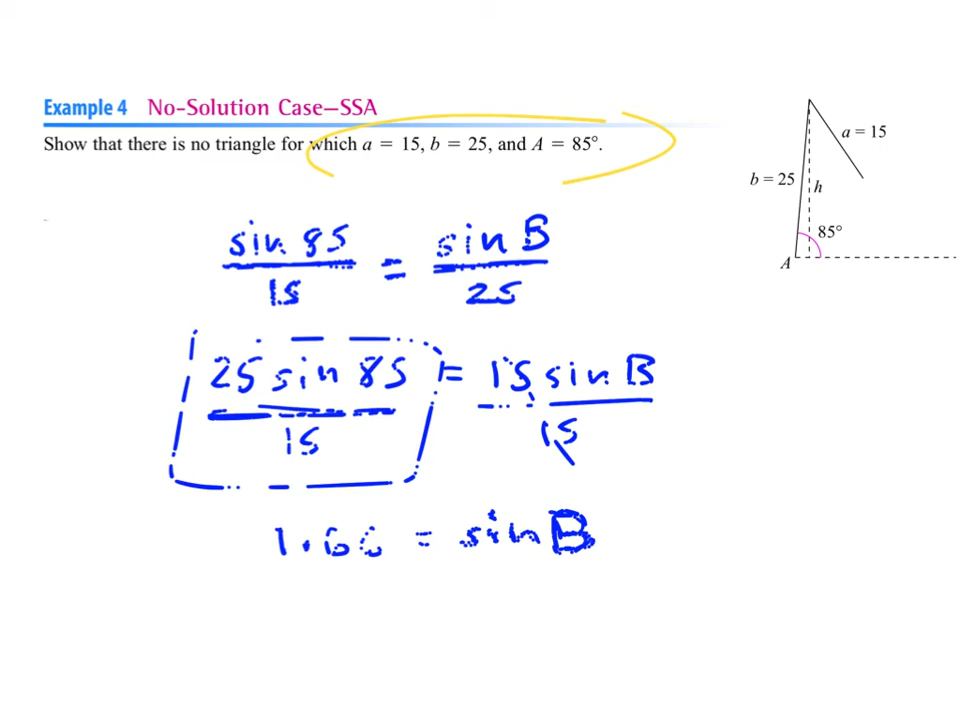 Example 4 No-Solution Case—SSA
Show that there is no triangle for which a = 15, b = 25, and A = 85°.
a = 15
b = 25
h
85°
A
sin 85 = sin B
15 25
25 sin 85 = 15 sin B
15 15
1.66 = sin B